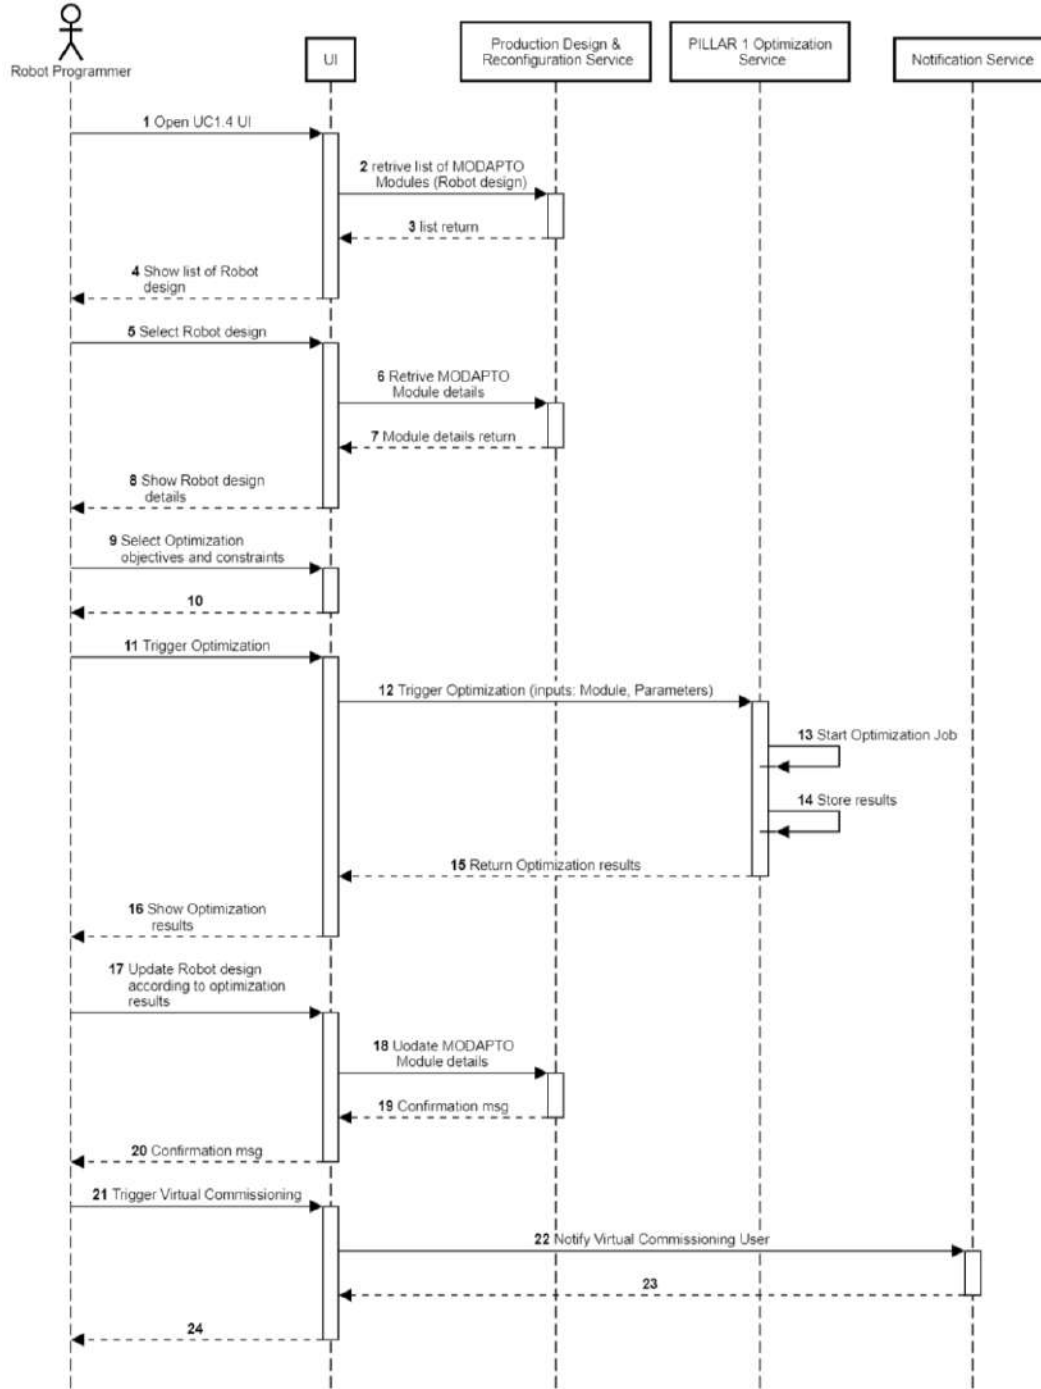 Robot Programmer
UI
Production Design &
Reconfiguration Service
PILLAR 1 Optimization
Service
Notification Service
1 Open UC1.4 UI
2 retrive list of MODAPTO
Modules (Robot design)
3 list return
4 Show list of Robot
design
5 Select Robot design
6 Retrive MODAPTO
Module details
7 Module details return
8 Show Robot design
details
9 Select Optimization
objectives and constraints
10
11 Trigger Optimization
12 Trigger Optimization (inputs: Module, Parameters)
13 Start Optimization Job
14 Store results
15 Return Optimization results
16 Show Optimization
results
17 Update Robot design
according to optimization
results
18 Uodate MODAPTO
Module details
19 Confirmation msg
20 Confirmation msg
21 Trigger Virtual Commissioning
22 Notify Virtual Commissioning User
23
24